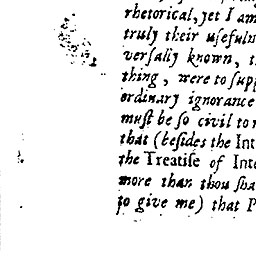 rhetorical, yet I am
truly their uſefuln
verſally known, t
thing, were to ſupp
ordinary ignorance
muſt be ſo civil to
that (beſides the Int
the Treatiſe of Inte
more than thou ſha
to give me) that P